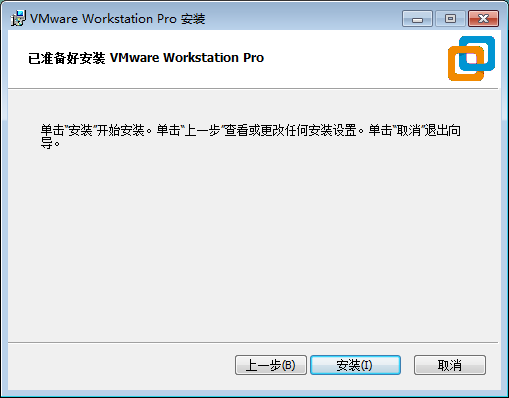 VMware Workstation Pro 安装
已准备好安装 VMware Workstation Pro
单击“安装”开始安装。单击“上一步”查看或更改任何安装设置。单击“取消”退出向
导。
上一步(B) 安装(I) 取消